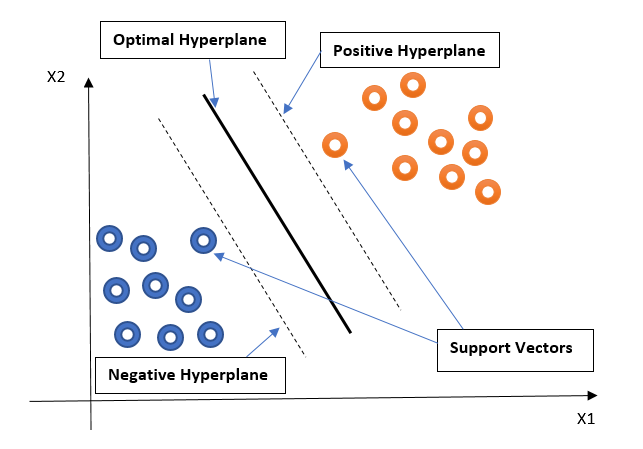 Optimal Hyperplane
Positive Hyperplane
X2
Support Vectors
Negative Hyperplane
X1